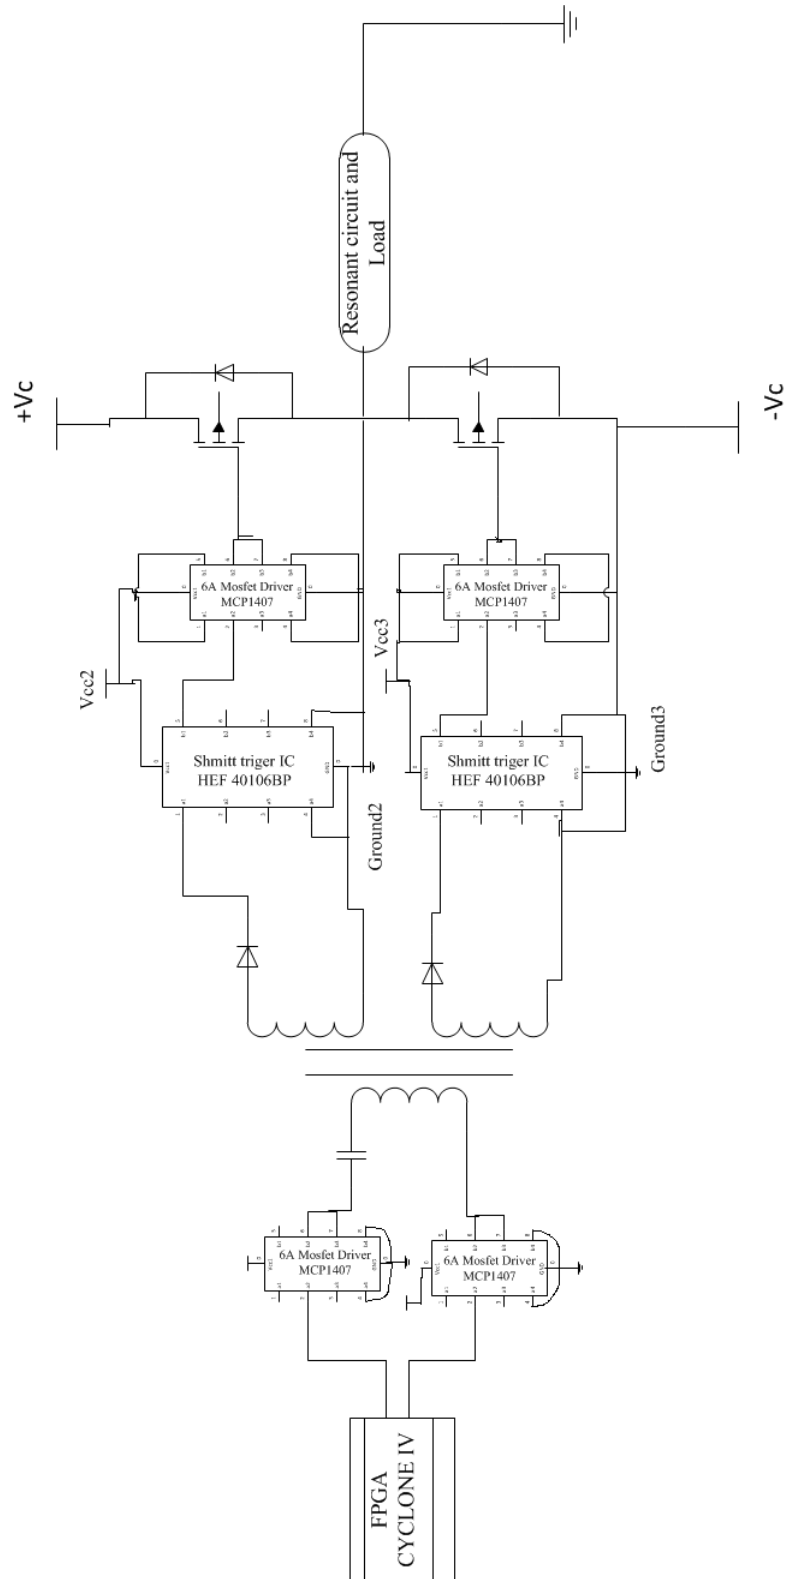 +Vc
-Vc
Resonant circuit and
Load
6A Mosfet Driver
MCP1407
6A Mosfet Driver
MCP1407
Vcc2
Vcc3
Shmitt triger IC
HEF 40106BP
Shmitt triger IC
HEF 40106BP
Ground2
Ground3
6A Mosfet Driver
MCP1407
6A Mosfet Driver
MCP1407
FPGA
CYCLONE IV